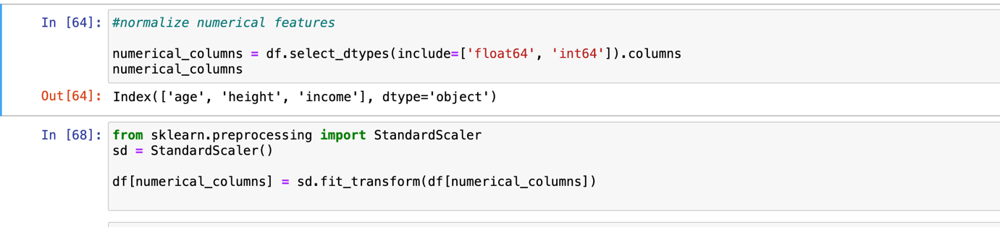 In [64]: #normalize numerical features
numerical_columns = df.select_dtypes(include=['float64', 'int64']).columns
numerical_columns
Out[64]: Index(['age', 'height', 'income'], dtype='object')
In [68]: from sklearn.preprocessing import StandardScaler
sd = StandardScaler()
df[numerical_columns] = sd.fit_transform(df[numerical_columns])